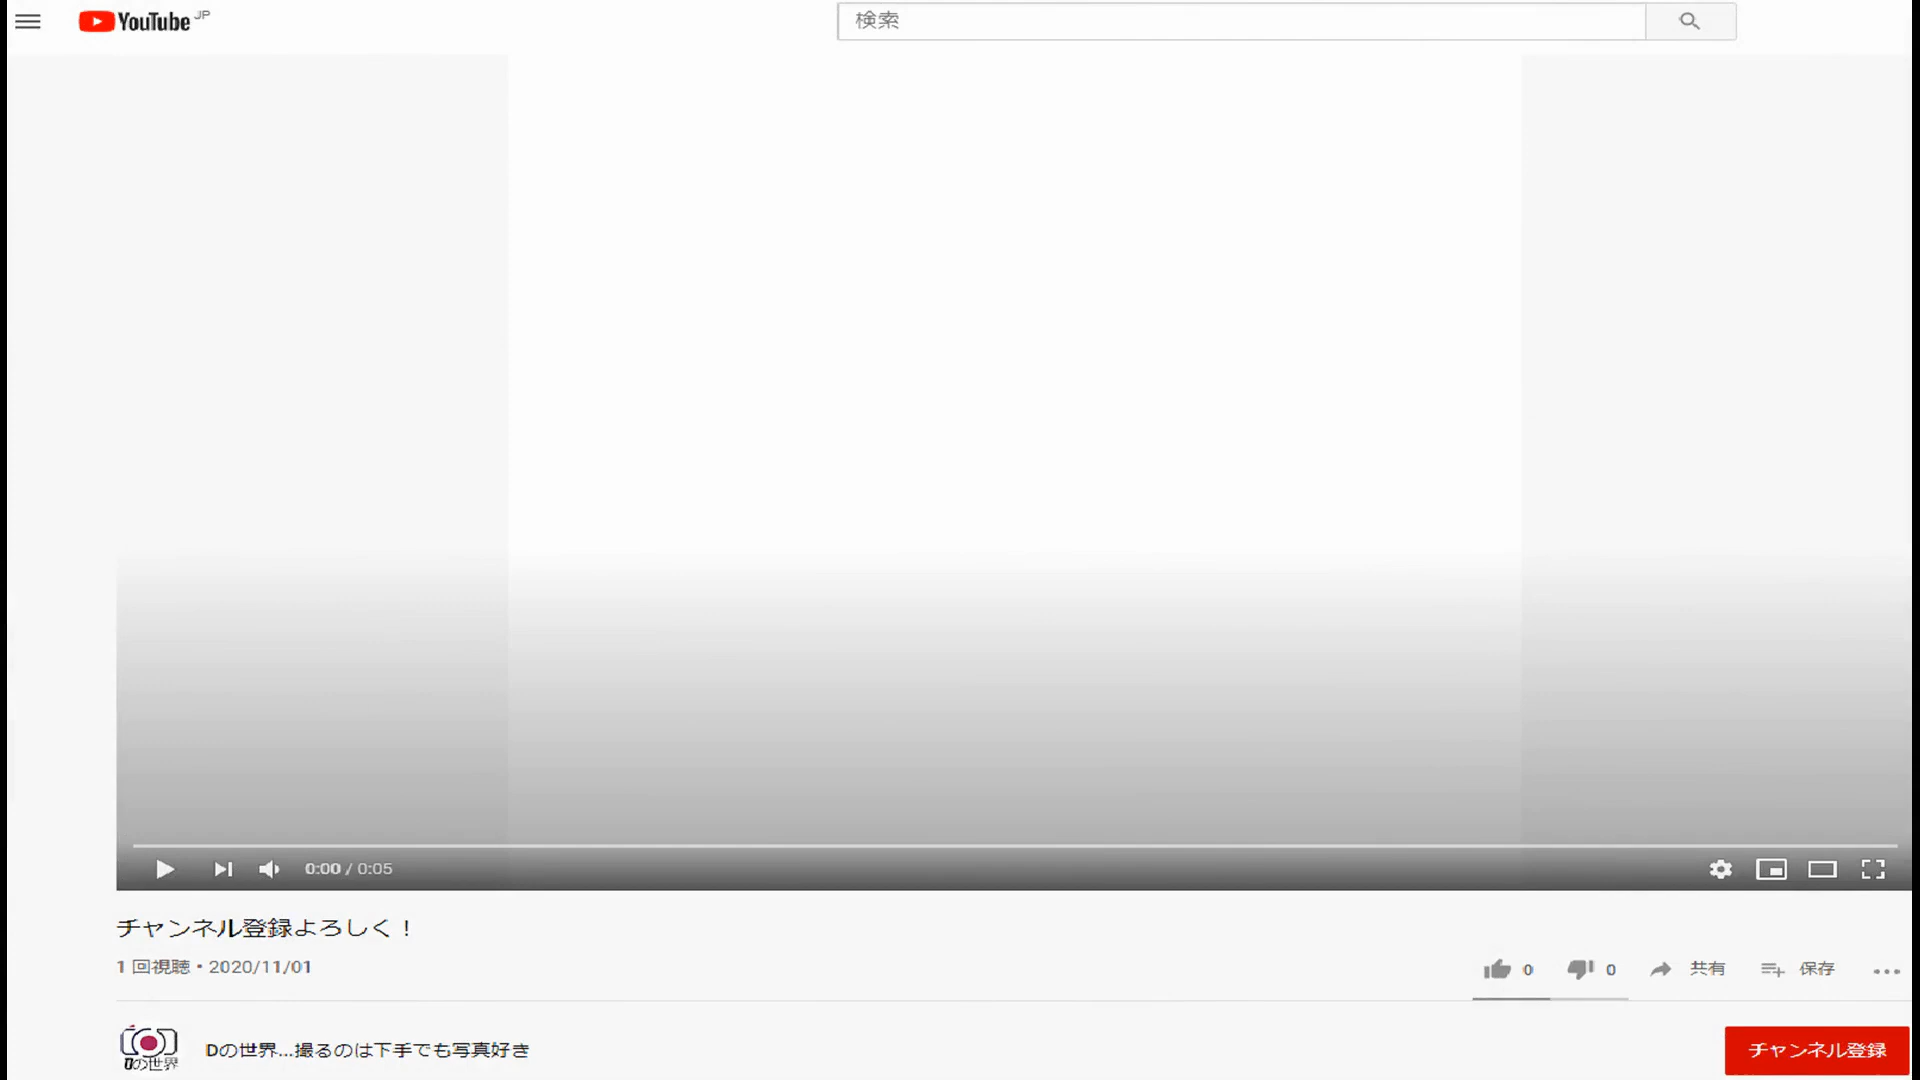 YouTube JP
検索
0:00 / 0:05
チャンネル登録よろしく！
1 回視聴・2020/11/01
0
0
共有
保存
Dの世界
Dの世界...撮るのは下手でも写真好き
チャンネル登録